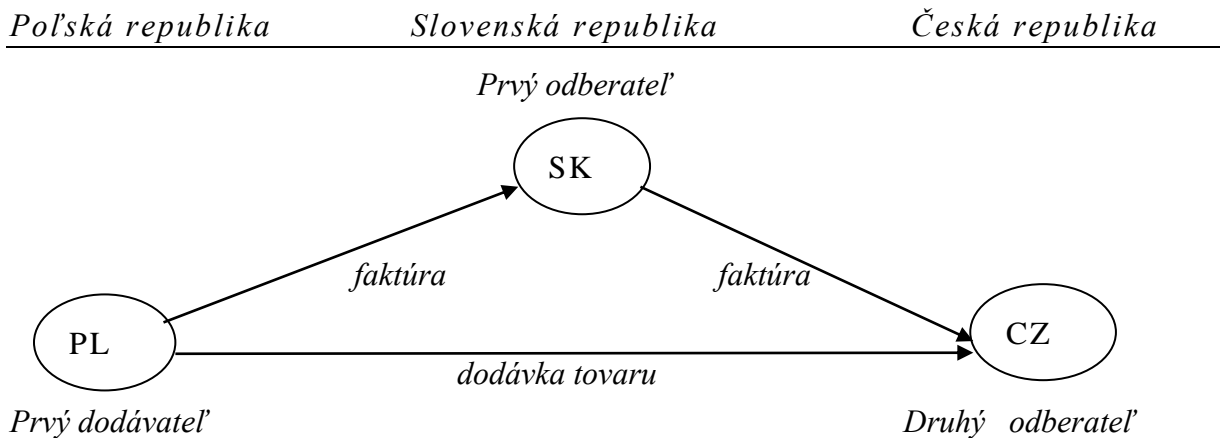 Poľská republika Slovenská republika Česká republika
Prvý odberateľ
SK
faktúra faktúra
PL CZ
dodávka tovaru
Prvý dodávateľ Druhý odberateľ